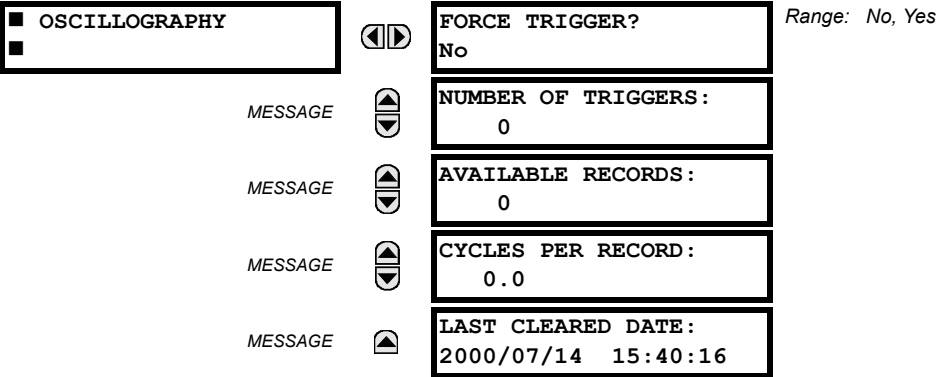 ■ OSCILLOGRAPHY
■
FORCE TRIGGER?
No
Range: No, Yes
MESSAGE
NUMBER OF TRIGGERS:
0
MESSAGE
AVAILABLE RECORDS:
0
MESSAGE
CYCLES PER RECORD:
0.0
MESSAGE
LAST CLEARED DATE:
2000/07/14 15:40:16